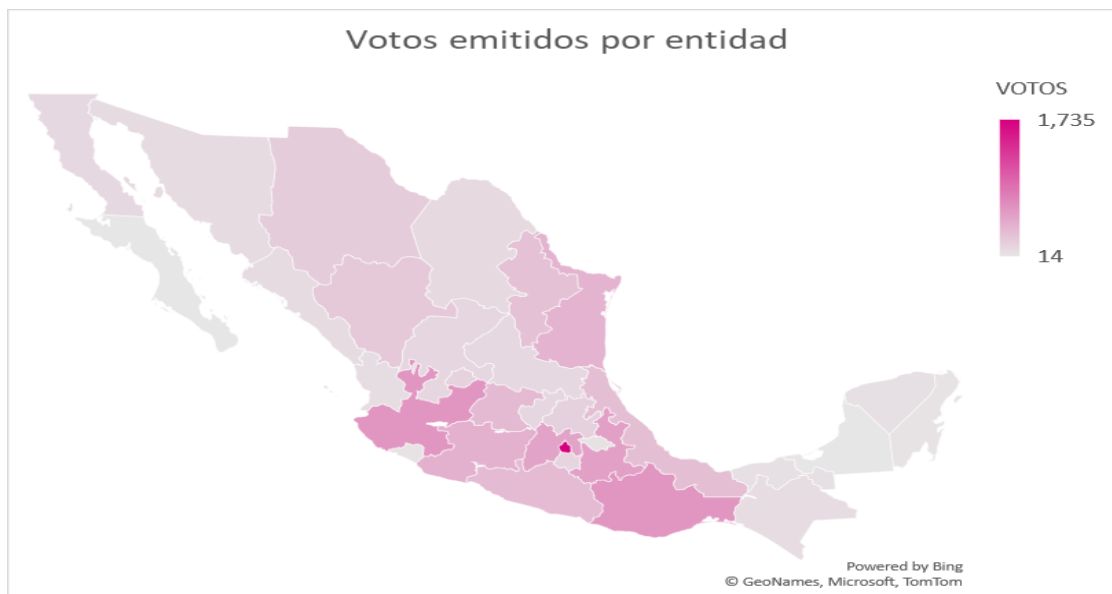 Votos emitidos por entidad
VOTOS
1,735
14
Powered by Bing
© GeoNames, Microsoft, TomTom